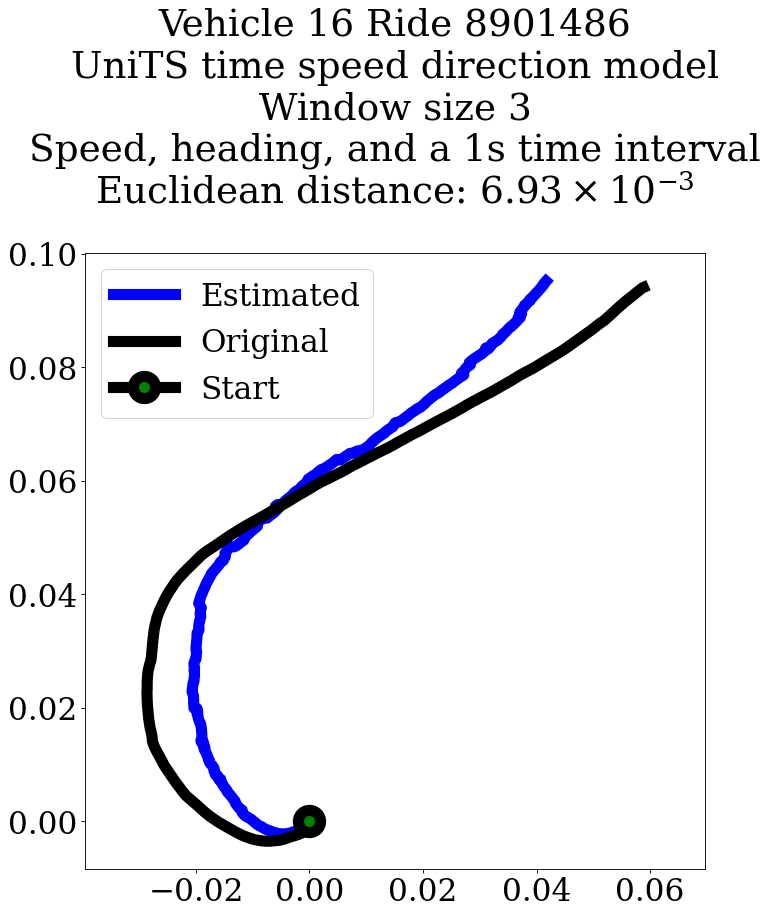 Vehicle 16 Ride 8901486
UniTS time speed direction model
Window size 3
Speed, heading, and a 1s time interval
Euclidean distance: 6.93 × 10⁻³
0.10
Estimated
Original
Start
0.08
0.06
0.04
0.02
0.00
−0.02 0.00 0.02 0.04 0.06